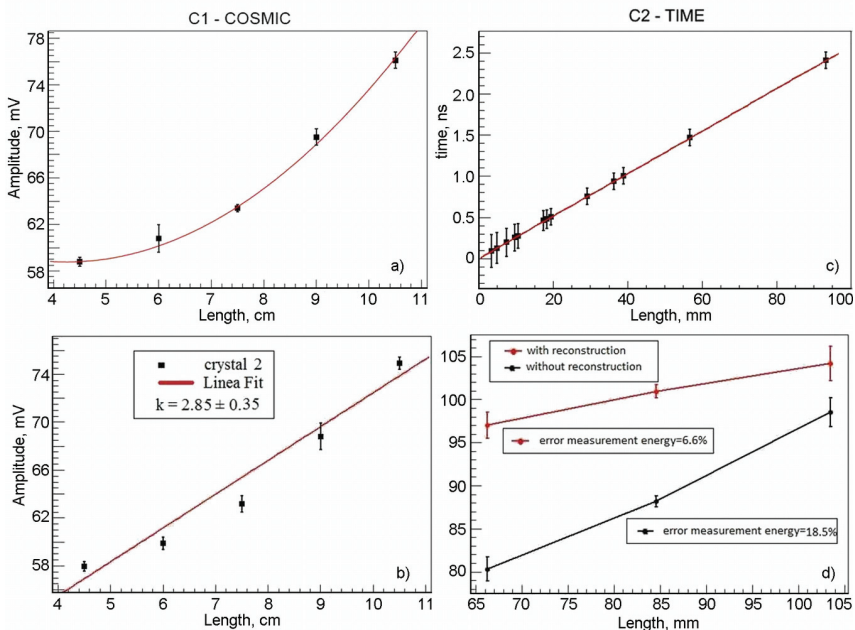 C1 - COSMIC
C2 - TIME
78
74
70
66
62
58
Amplitude, mV
4
5
6
7
8
9
10
11
Length, cm
a)
2.5
2.0
1.5
1.0
0.5
0
time, ns
0
20
40
60
80
100
Length, mm
c)
74
70
66
62
58
Amplitude, mV
crystal 2
Linea Fit
k = 2.85 ± 0.35
4
5
6
7
8
9
10
11
Length, cm
b)
105
100
95
90
85
80
with reconstruction
without reconstruction
error measurement energy=6.6%
error measurement energy=18.5%
65
70
75
80
85
90
95
100
105
Length, mm
d)